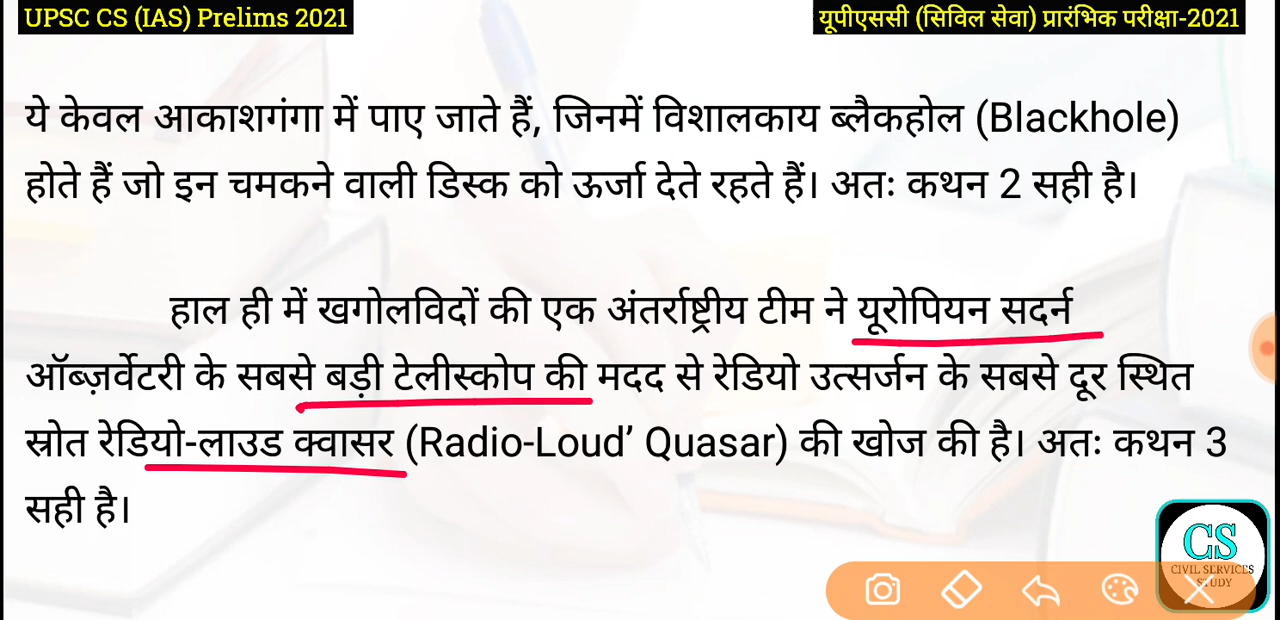 UPSC CS (IAS) Prelims 2021
यूपीएससी (सिविल सेवा) प्रारंभिक परीक्षा-2021
ये केवल आकाशगंगा में पाए जाते हैं, जिनमें विशालकाय ब्लैकहोल (Blackhole)
होते हैं जो इन चमकने वाली डिस्क को ऊर्जा देते रहते हैं। अतः कथन 2 सही है।
हाल ही में खगोलविदों की एक अंतर्राष्ट्रीय टीम ने यूरोपियन सदर्न
ऑब्ज़र्वेटरी के सबसे बड़ी टेलीस्कोप की मदद से रेडियो उत्सर्जन के सबसे दूर स्थित
स्रोत रेडियो-लाउड क्वासर (Radio-Loud’ Quasar) की खोज की है। अतः कथन 3
सही है।
CS
CIVIL SERVICES
STUDY